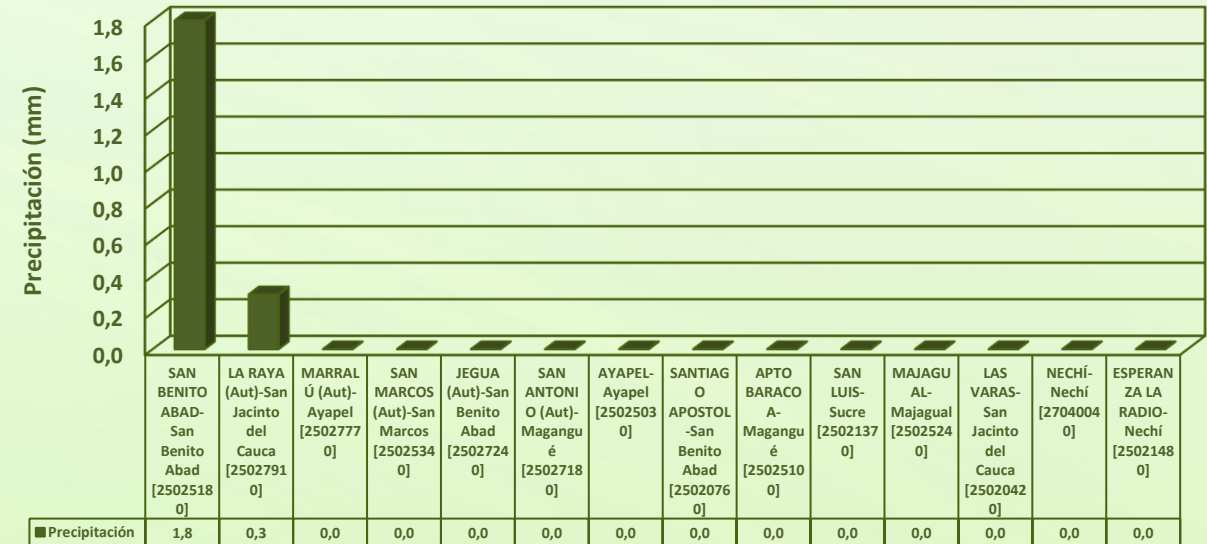 Precipitación (mm)
1,8
1,6
1,4
1,2
1,0
0,8
0,6
0,4
0,2
0,0
SAN
BENITO
ABAD-
San
Benito
Abad
[2502518
0]
LA RAYA
(Aut)-San
Jacinto
del
Cauca
[2502791
0]
MARRAL
Ú (Aut)-
Ayapel
[2502777
0]
SAN
MARCOS
(Aut)-San
Marcos
[2502534
0]
JEGUA
(Aut)-San
Benito
Abad
[2502724
0]
SAN
ANTONI
O (Aut)-
Magangu
é
[2502718
0]
AYAPEL-
Ayapel
[2502503
0]
SANTIAG
O
APOSTOL
-San
Benito
Abad
[2502076
0]
APTO
BARACO
A-
Magangu
é
[2502510
0]
SAN
LUIS-
Sucre
[2502137
0]
MAJAGU
AL-
Majagual
[2502524
0]
LAS
VARAS-
San
Jacinto
del
Cauca
[2502042
0]
NECHÍ-
Nechí
[2704004
0]
ESPERAN
ZA LA
RADIO-
Nechí
[2502148
0]
Precipitación 1,8 0,3 0,0 0,0 0,0 0,0 0,0 0,0 0,0 0,0 0,0 0,0 0,0 0,0